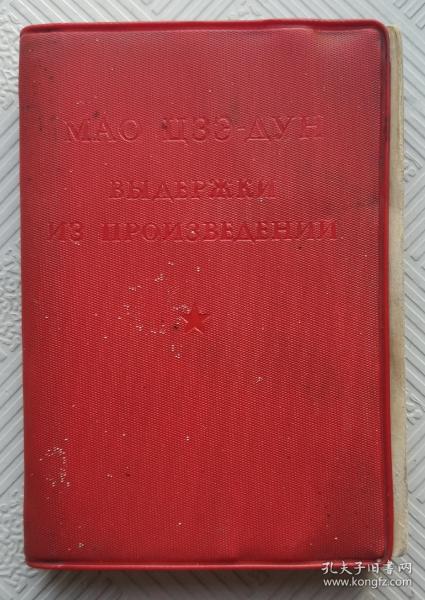 МАО ЦЗЭ-ДУН
ВЫДЕРЖКИ
ИЗ ПРОИЗВЕДЕНИЙ
孔夫子旧书网
www.kongfz.com